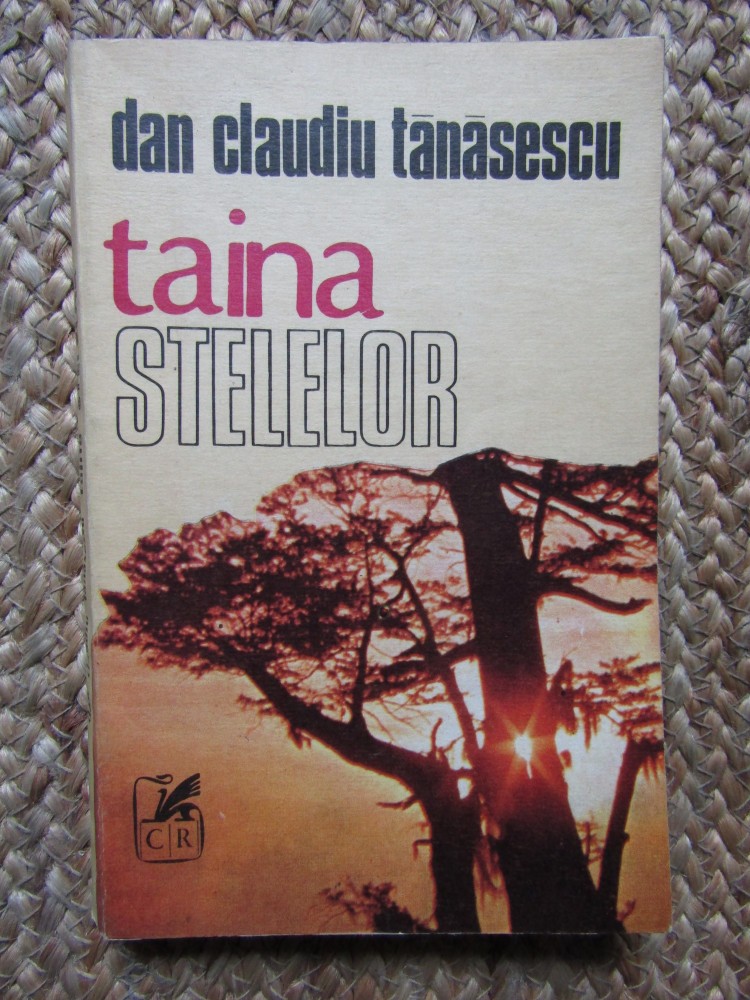 dan claudiu tănăsescu
taina
STELELOR
C R